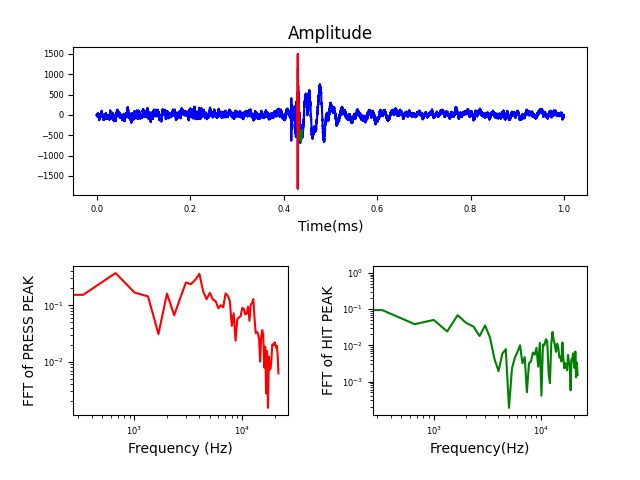 Amplitude
1500
1000
500
0
−500
−1000
−1500
0.0 0.2 0.4 0.6 0.8 1.0
Time(ms)
FFT of PRESS PEAK
10⁻¹
10⁻²
10³ 10⁴
Frequency (Hz)
FFT of HIT PEAK
10⁰
10⁻¹
10⁻²
10⁻³
10³ 10⁴
Frequency(Hz)